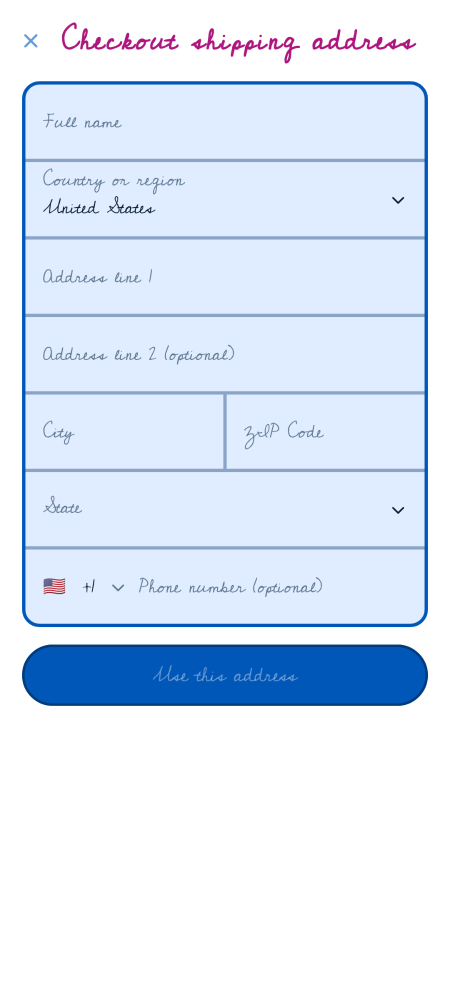 Checkout shipping address
Full name
Country or region
United States
Address line 1
Address line 2 (optional)
City
ZIP Code
State
+1
Phone number (optional)
Use this address